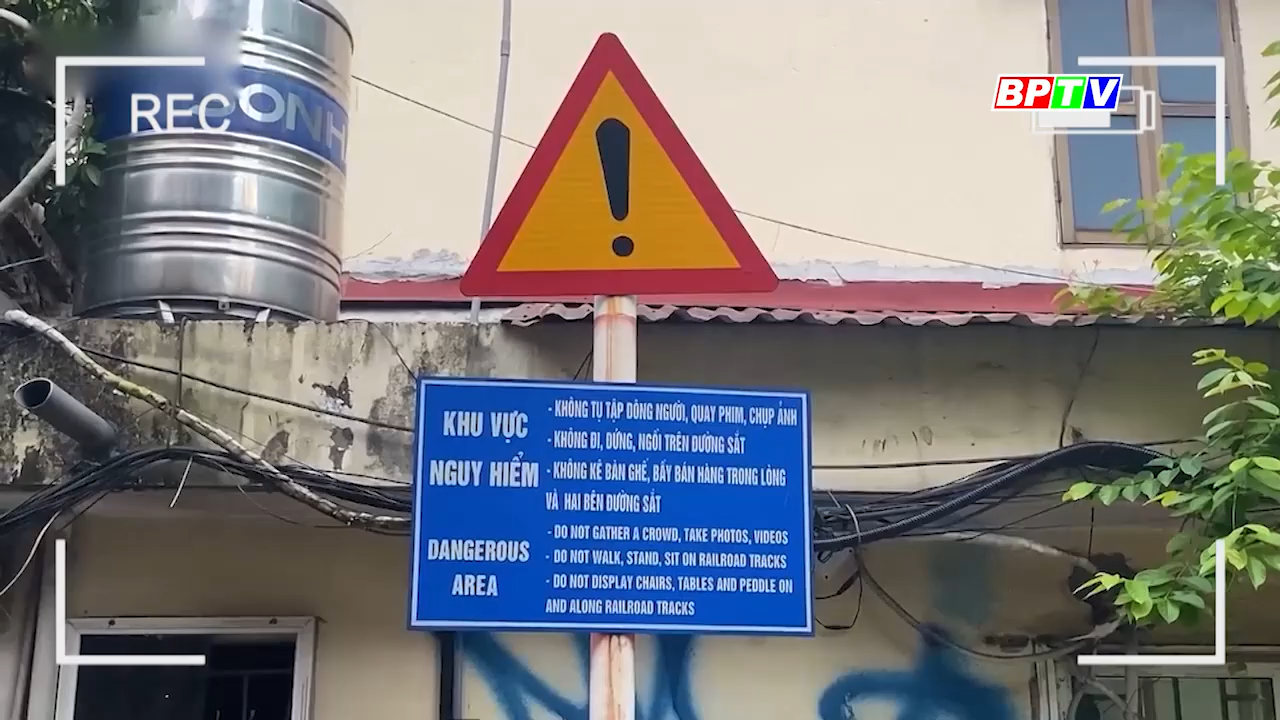 REC
BPTV
KHU VỰC
NGUY HIỂM
- KHÔNG TỤ TẬP ĐÔNG NGƯỜI, QUAY PHIM, CHỤP ẢNH
- KHÔNG ĐI, ĐỨNG, NGỒI TRÊN ĐƯỜNG SẮT
- KHÔNG KÊ BÀN GHẾ, BẦY BÁN HÀNG TRONG LÒNG
VÀ HAI BÊN ĐƯỜNG SẮT
DANGEROUS
AREA
- DO NOT GATHER A CROWD, TAKE PHOTOS, VIDEOS
- DO NOT WALK, STAND, SIT ON RAILROAD TRACKS
- DO NOT DISPLAY CHAIRS, TABLES AND PEDDLE ON
AND ALONG RAILROAD TRACKS